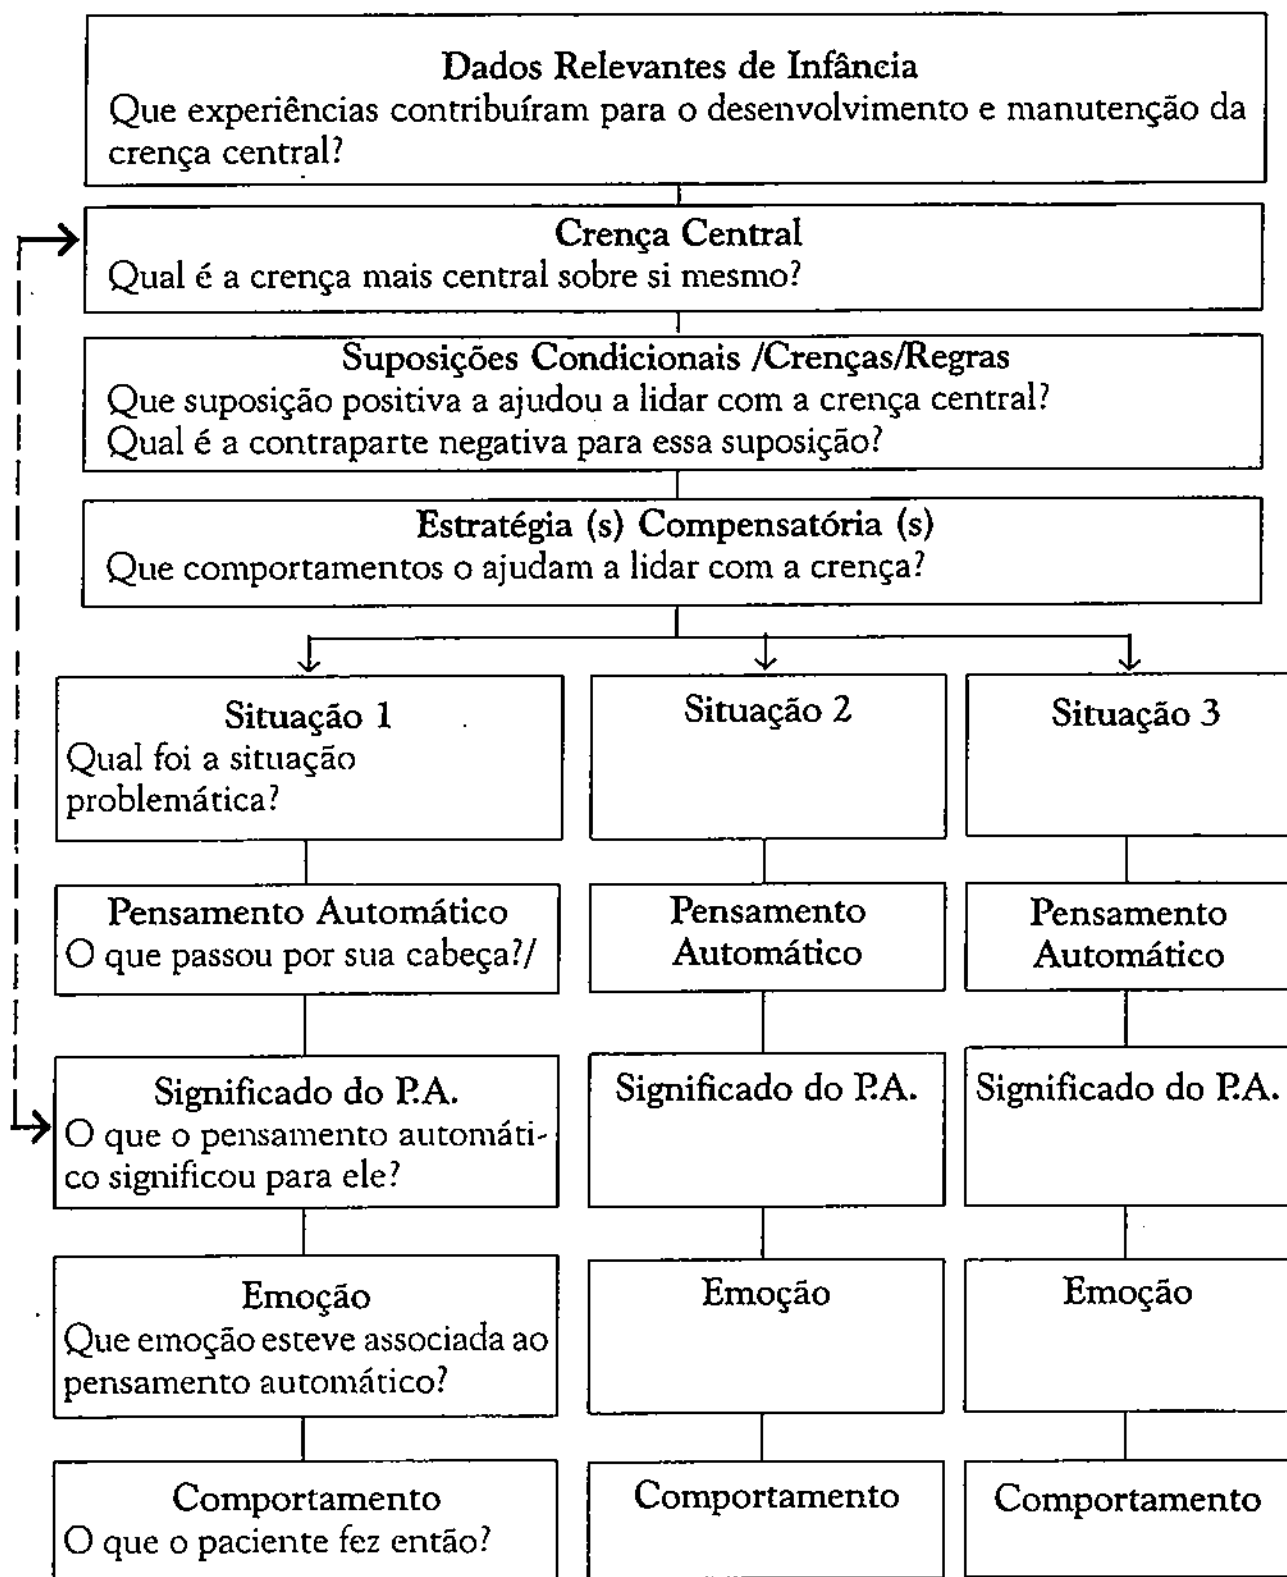 Dados Relevantes de Infância
Que experiências contribuíram para o desenvolvimento e manutenção da
crença central?
Crença Central
Qual é a crença mais central sobre si mesmo?
Suposições Condicionais /Crenças/Regras
Que suposição positiva a ajudou a lidar com a crença central?
Qual é a contraparte negativa para essa suposição?
Estratégia (s) Compensatória (s)
Que comportamentos o ajudam a lidar com a crença?
Situação 1
Qual foi a situação
problemática?
Situação 2
Situação 3
Pensamento Automático
O que passou por sua cabeça?/
Pensamento
Automático
Pensamento
Automático
Significado do P.A.
O que o pensamento automáti-
co significou para ele?
Significado do P.A.
Significado do P.A.
Emoção
Que emoção esteve associada ao
pensamento automático?
Emoção
Emoção
Comportamento
O que o paciente fez então?
Comportamento
Comportamento